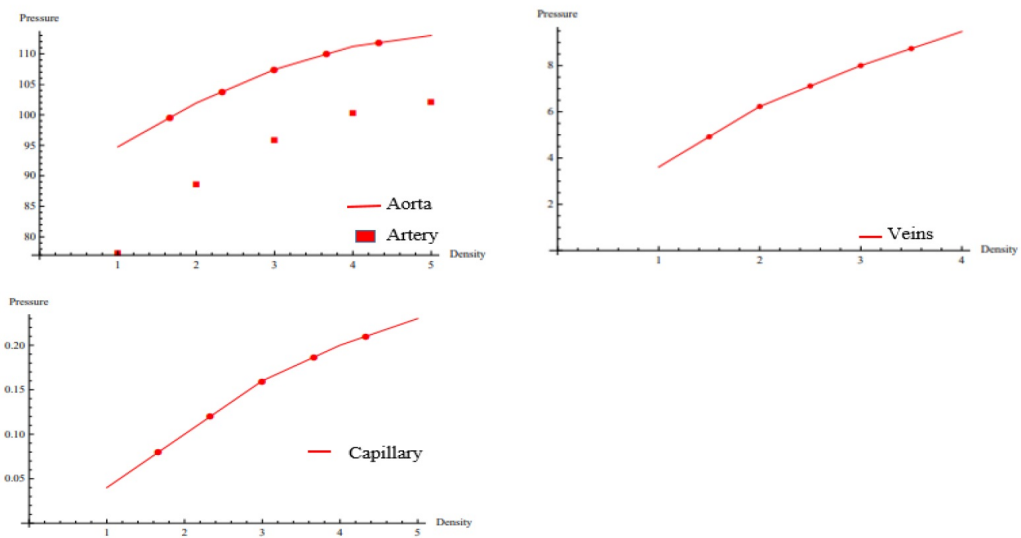 Pressure
110
105
100
95
90
85
80
1 2 3 4 5
Density
Aorta
Artery
Pressure
8
6
4
2
1 2 3 4
Density
Veins
Pressure
0.20
0.15
0.10
0.05
1 2 3 4 5
Density
Capillary